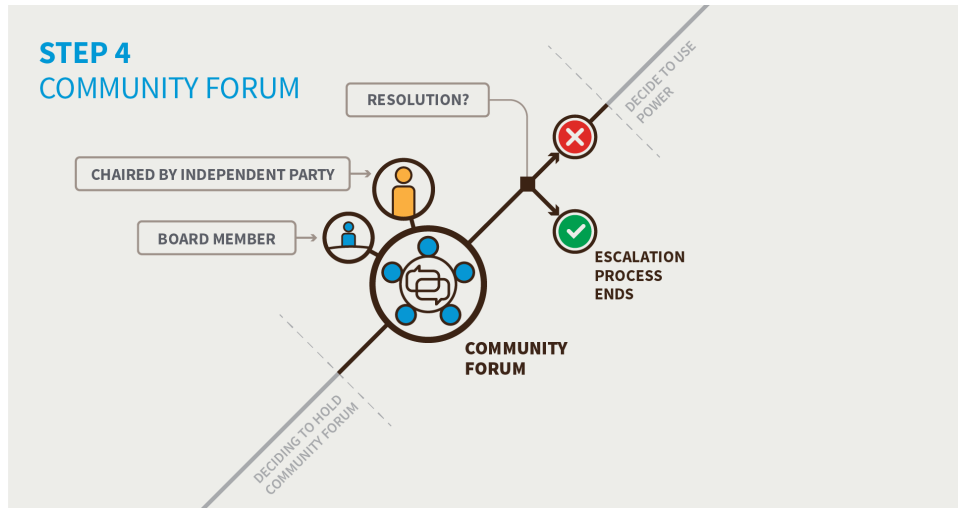 STEP 4
COMMUNITY FORUM
RESOLUTION?
DECIDE TO USE
POWER
CHAIRED BY INDEPENDENT PARTY
BOARD MEMBER
ESCALATION
PROCESS
ENDS
COMMUNITY
FORUM
DECIDING TO HOLD
COMMUNITY FORUM